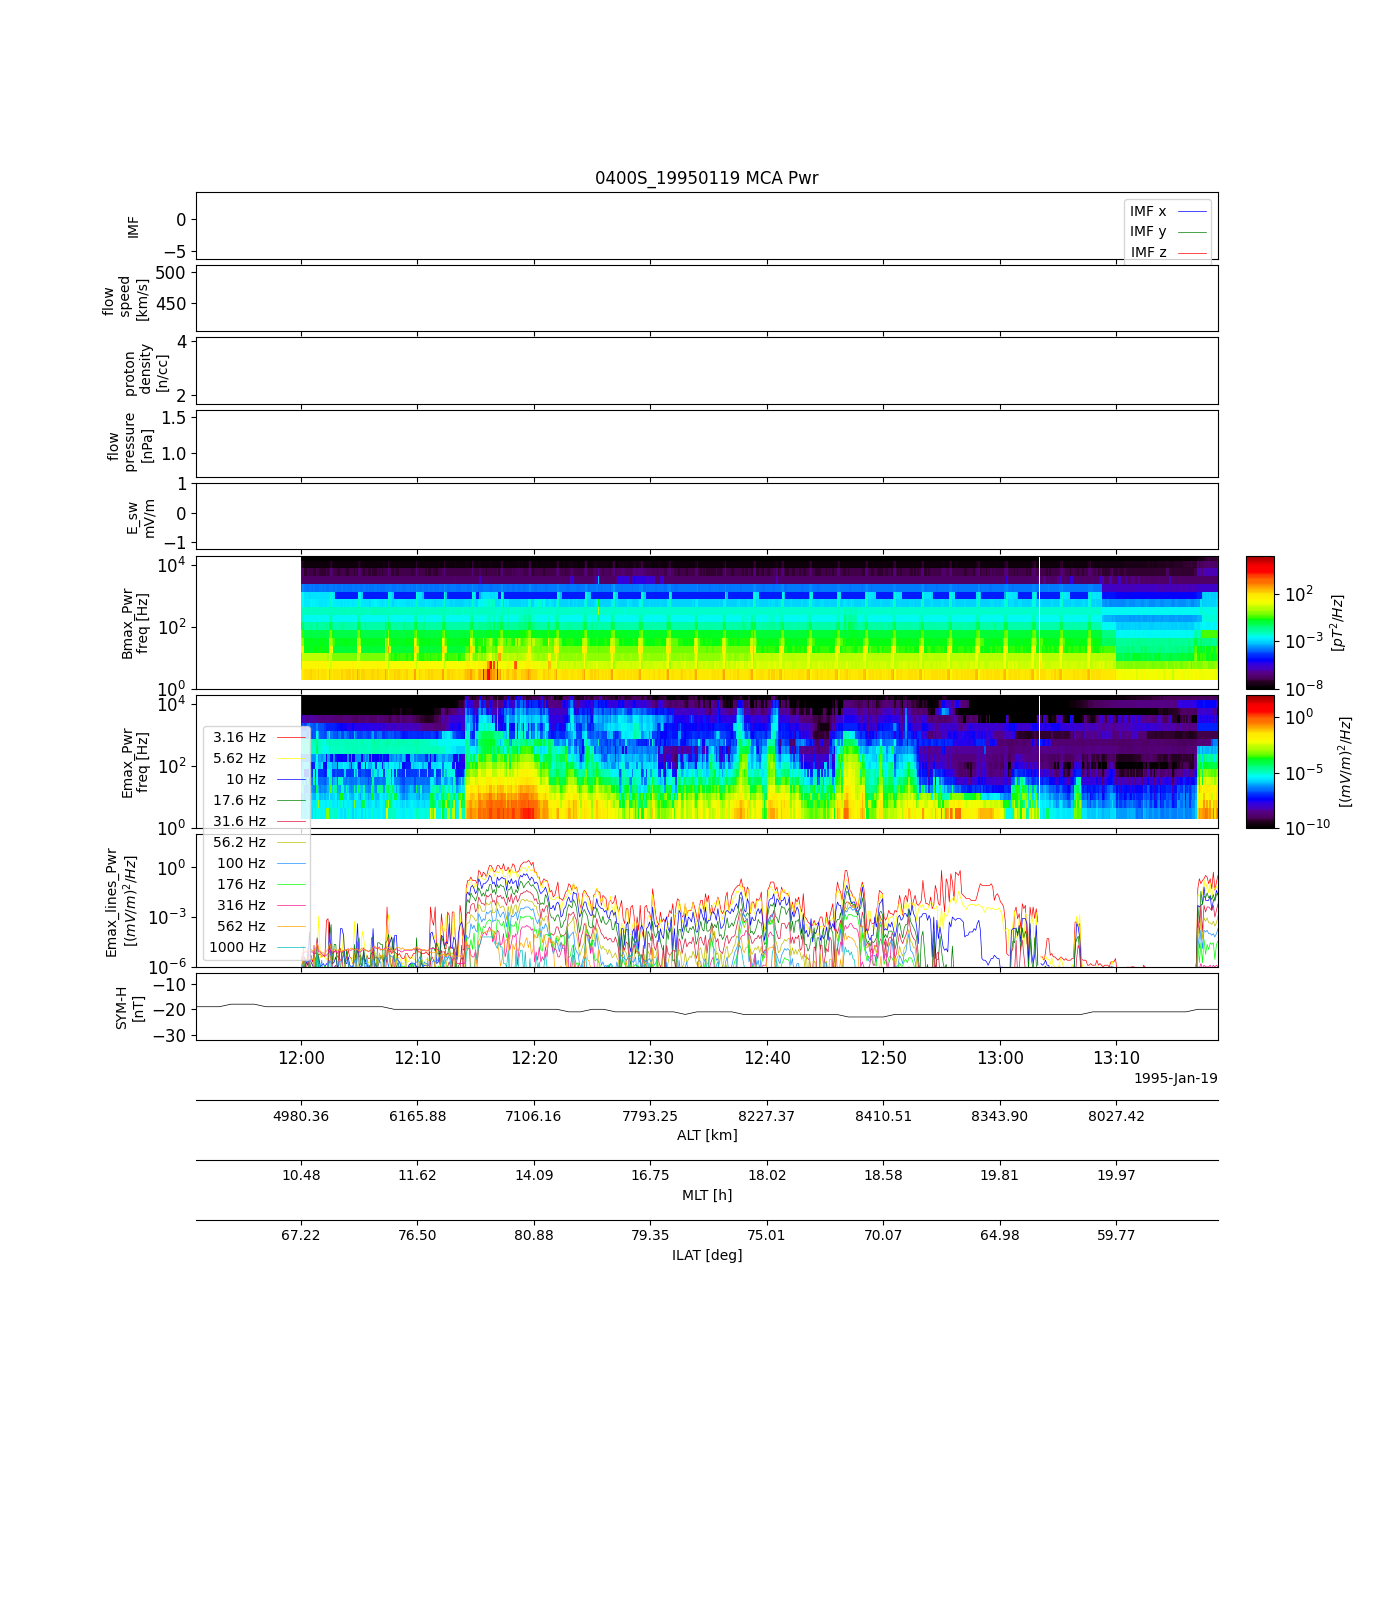 0400S_19950119 MCA Pwr
IMF
0
−5
IMF x
IMF y
IMF z
flow
speed
[km/s]
500
450
proton
density
[n/cc]
4
2
flow
pressure
[nPa]
1.5
1.0
E_sw
mV/m
1
0
−1
Bmax_Pwr
freq [Hz]
10^4
10^2
10^0
10^2
10^−3
10^−8
[pT^2/Hz]
Emax_Pwr
freq [Hz]
10^4
10^2
10^0
10^0
10^−5
10^−10
[(mV/m)^2/Hz]
3.16 Hz
5.62 Hz
10 Hz
17.6 Hz
31.6 Hz
56.2 Hz
100 Hz
176 Hz
316 Hz
562 Hz
1000 Hz
Emax_lines_Pwr
[(mV/m)^2/Hz]
10^0
10^−3
10^−6
SYM-H
[nT]
−10
−20
−30
12:00 12:10 12:20 12:30 12:40 12:50 13:00 13:10
1995-Jan-19
4980.36 6165.88 7106.16 7793.25 8227.37 8410.51 8343.90 8027.42
ALT [km]
10.48 11.62 14.09 16.75 18.02 18.58 19.81 19.97
MLT [h]
67.22 76.50 80.88 79.35 75.01 70.07 64.98 59.77
ILAT [deg]